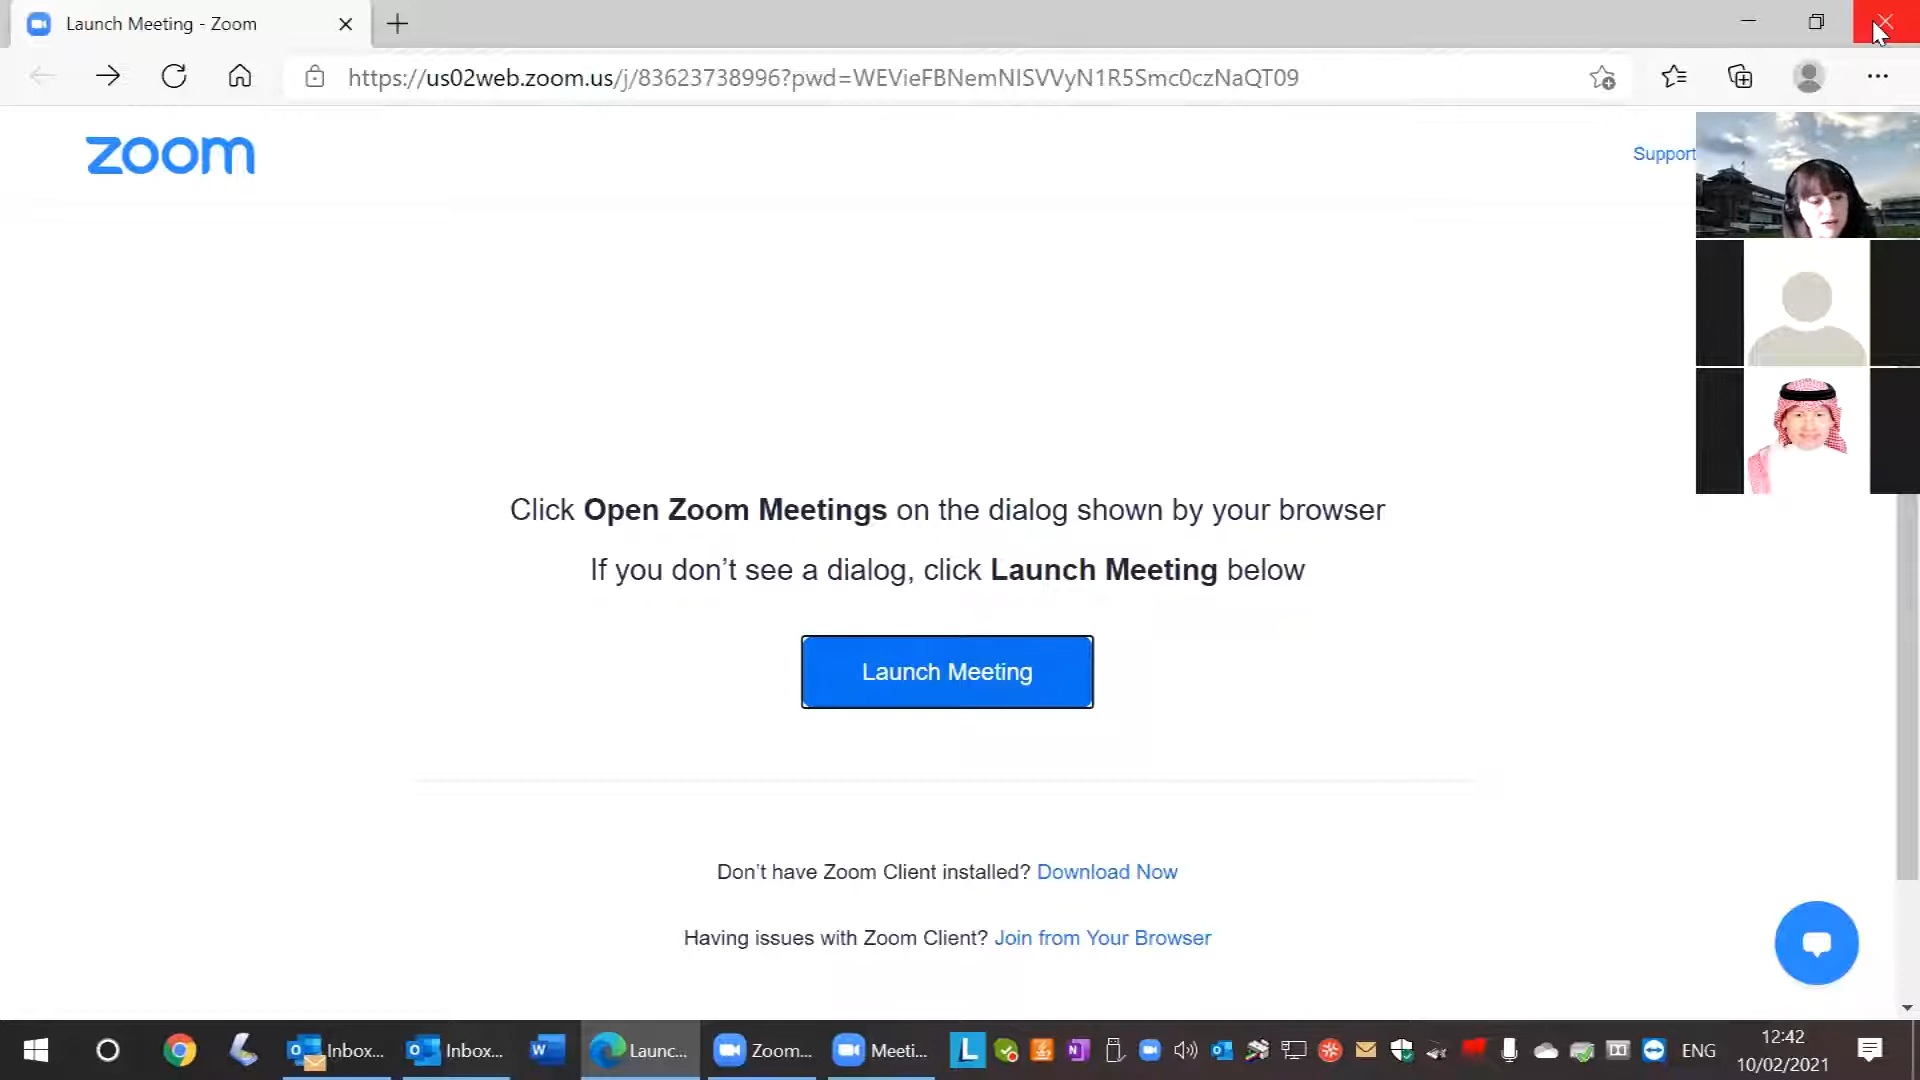 Launch Meeting - Zoom
https://us02web.zoom.us/j/83623738996?pwd=WEVieFBNemNISVVyN1R5Smc0czNaQT09
zoom
Support
Click Open Zoom Meetings on the dialog shown by your browser
If you don’t see a dialog, click Launch Meeting below
Launch Meeting
Don’t have Zoom Client installed? Download Now
Having issues with Zoom Client? Join from Your Browser
Inbox...
Inbox...
Launc...
Zoom...
Meeti...
L
ENG
12:42
10/02/2021